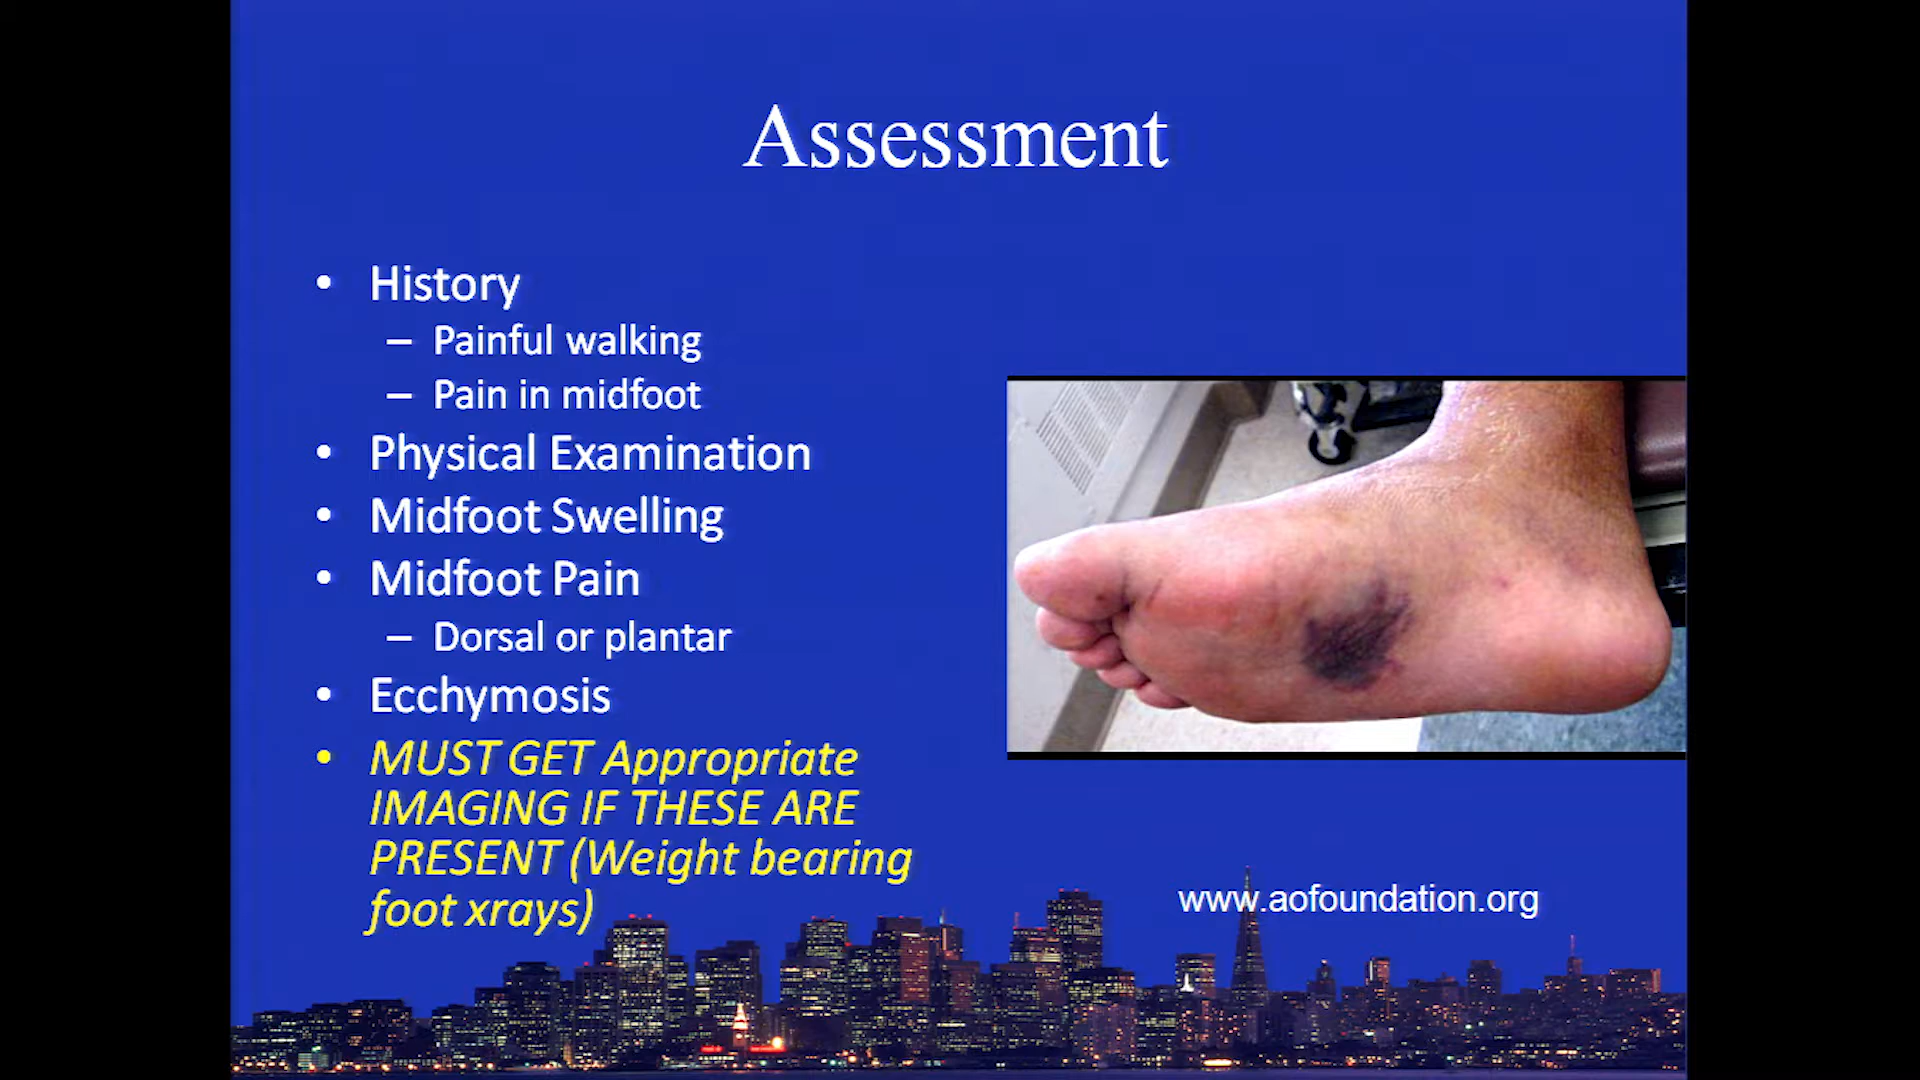 Assessment
• History
– Painful walking
– Pain in midfoot
• Physical Examination
• Midfoot Swelling
• Midfoot Pain
– Dorsal or plantar
• Ecchymosis
• MUST GET Appropriate
IMAGING IF THESE ARE
PRESENT (Weight bearing
foot xrays)
www.aofoundation.org